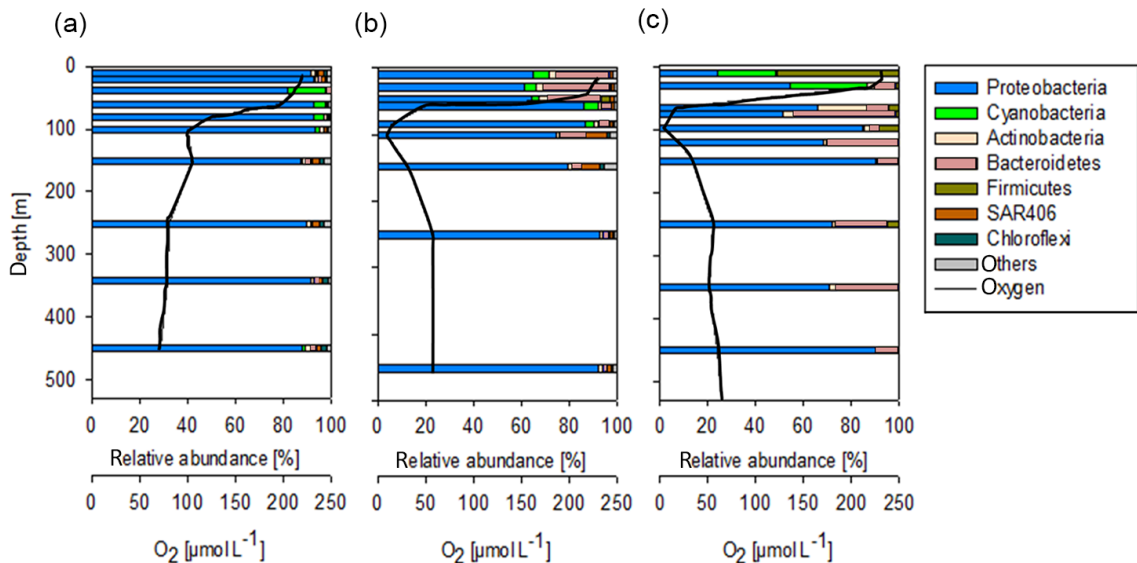 (a)
(b)
(c)
Depth [m]
0
100
200
300
400
500
0 20 40 60 80 100
Relative abundance [%]
0 50 100 150 200 250
O2 [µmol L-1]
0 20 40 60 80 100
Relative abundance [%]
0 50 100 150 200 250
O2 [µmol L-1]
0 20 40 60 80 100
Relative abundance [%]
0 50 100 150 200 250
O2 [µmol L-1]
Proteobacteria
Cyanobacteria
Actinobacteria
Bacteroidetes
Firmicutes
SAR406
Chloroflexi
Others
Oxygen